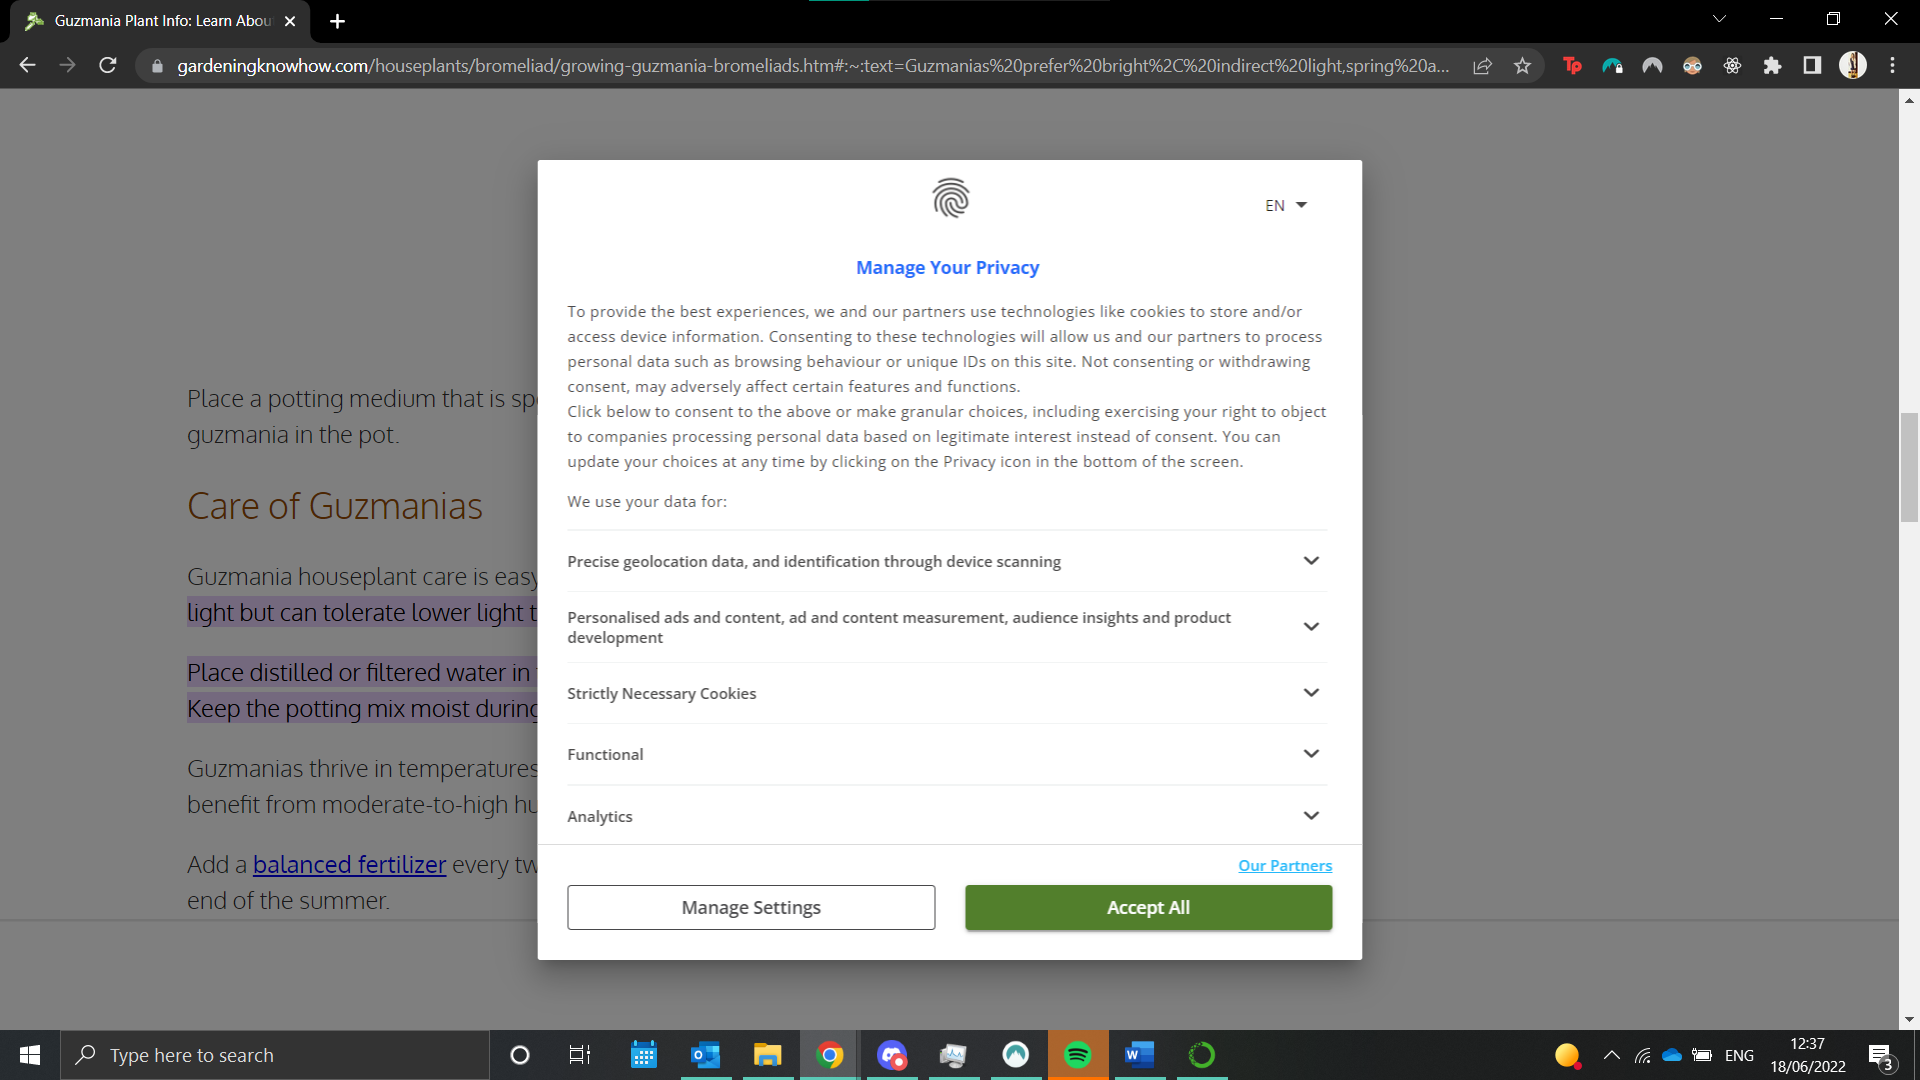 Guzmania Plant Info: Learn Abou
gardeningknowhow.com/houseplants/bromeliad/growing-guzmania-bromeliads.htm#:~:text=Guzmanias%20prefer%20bright%2C%20indirect%20light,spring%20a...
Tp
EN
Manage Your Privacy
To provide the best experiences, we and our partners use technologies like cookies to store and/or
access device information. Consenting to these technologies will allow us and our partners to process
personal data such as browsing behaviour or unique IDs on this site. Not consenting or withdrawing
consent, may adversely affect certain features and functions.
Click below to consent to the above or make granular choices, including exercising your right to object
to companies processing personal data based on legitimate interest instead of consent. You can
update your choices at any time by clicking on the Privacy icon in the bottom of the screen.
We use your data for:
Precise geolocation data, and identification through device scanning
Personalised ads and content, ad and content measurement, audience insights and product
development
Strictly Necessary Cookies
Functional
Analytics
Our Partners
Manage Settings
Accept All
Place a potting medium that is sp
guzmania in the pot.
Care of Guzmanias
Guzmania houseplant care is easy
light but can tolerate lower light t
Place distilled or filtered water in
Keep the potting mix moist during
Guzmanias thrive in temperatures
benefit from moderate-to-high hu
Add a balanced fertilizer every tw
end of the summer.
Type here to search
ENG
12:37
18/06/2022
3